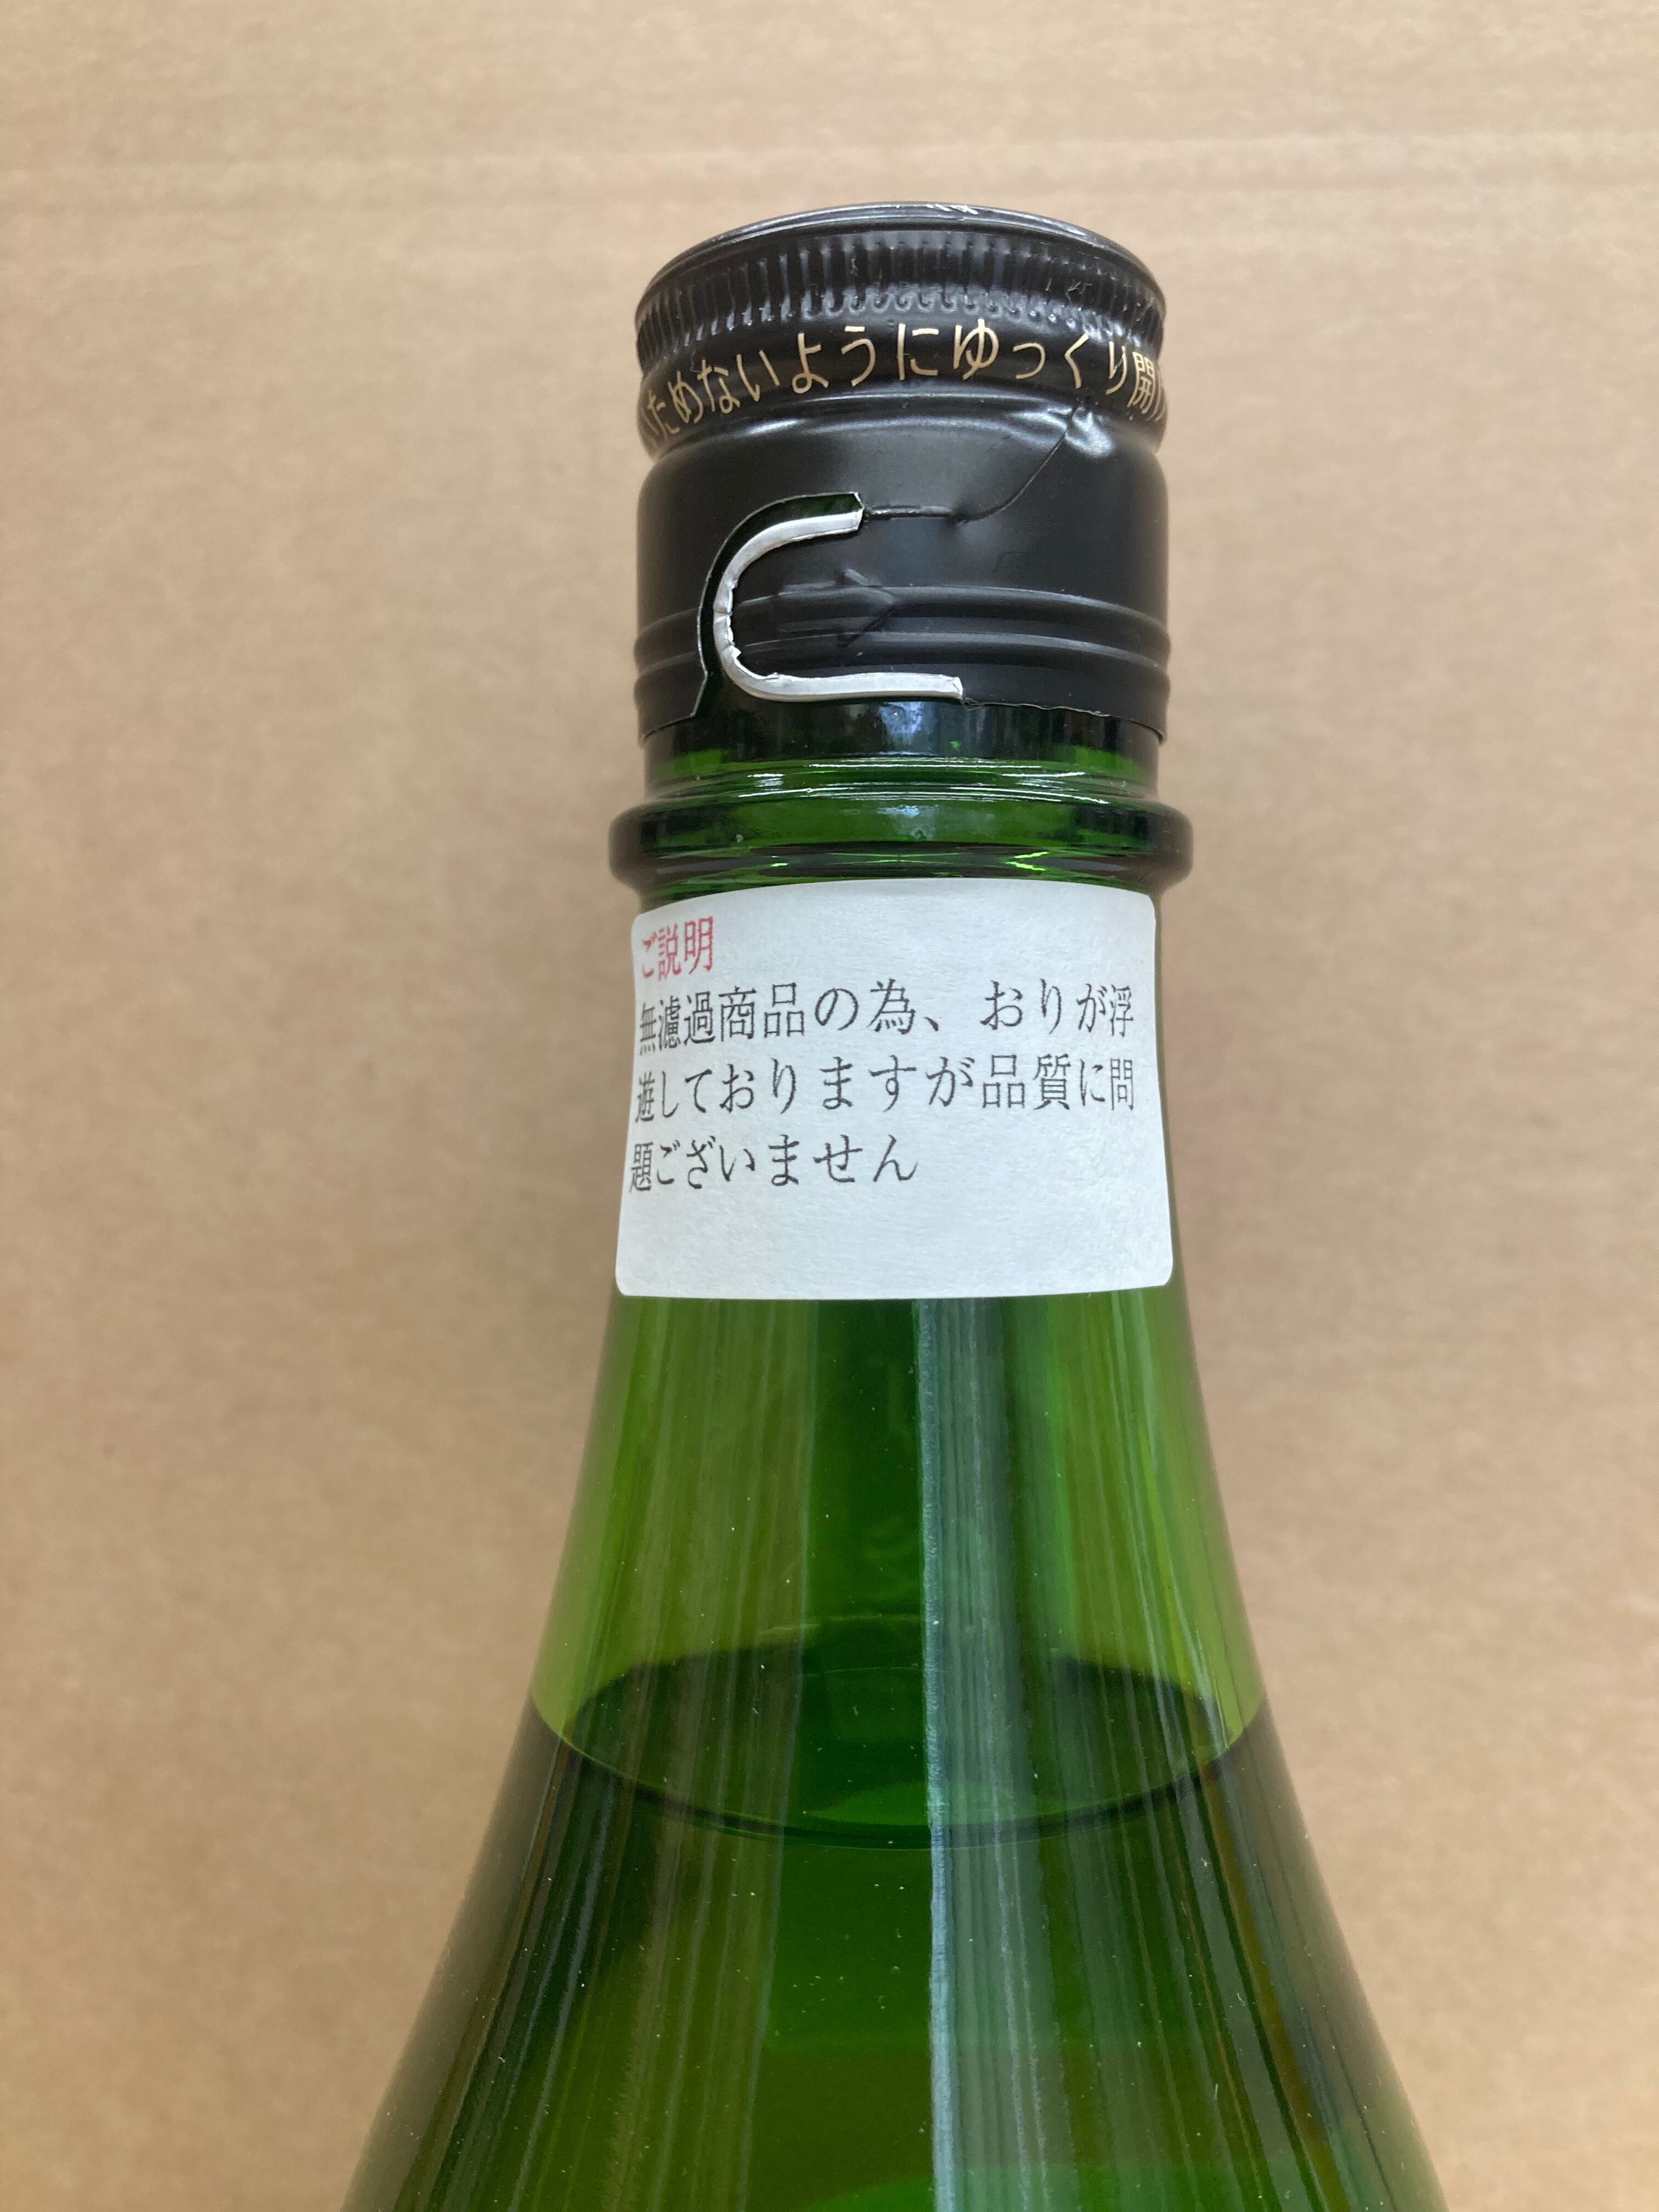 ためないようにゆっくり開
ご説明
無濾過商品の為、おりが浮
遊しておりますが品質に問
題ございません